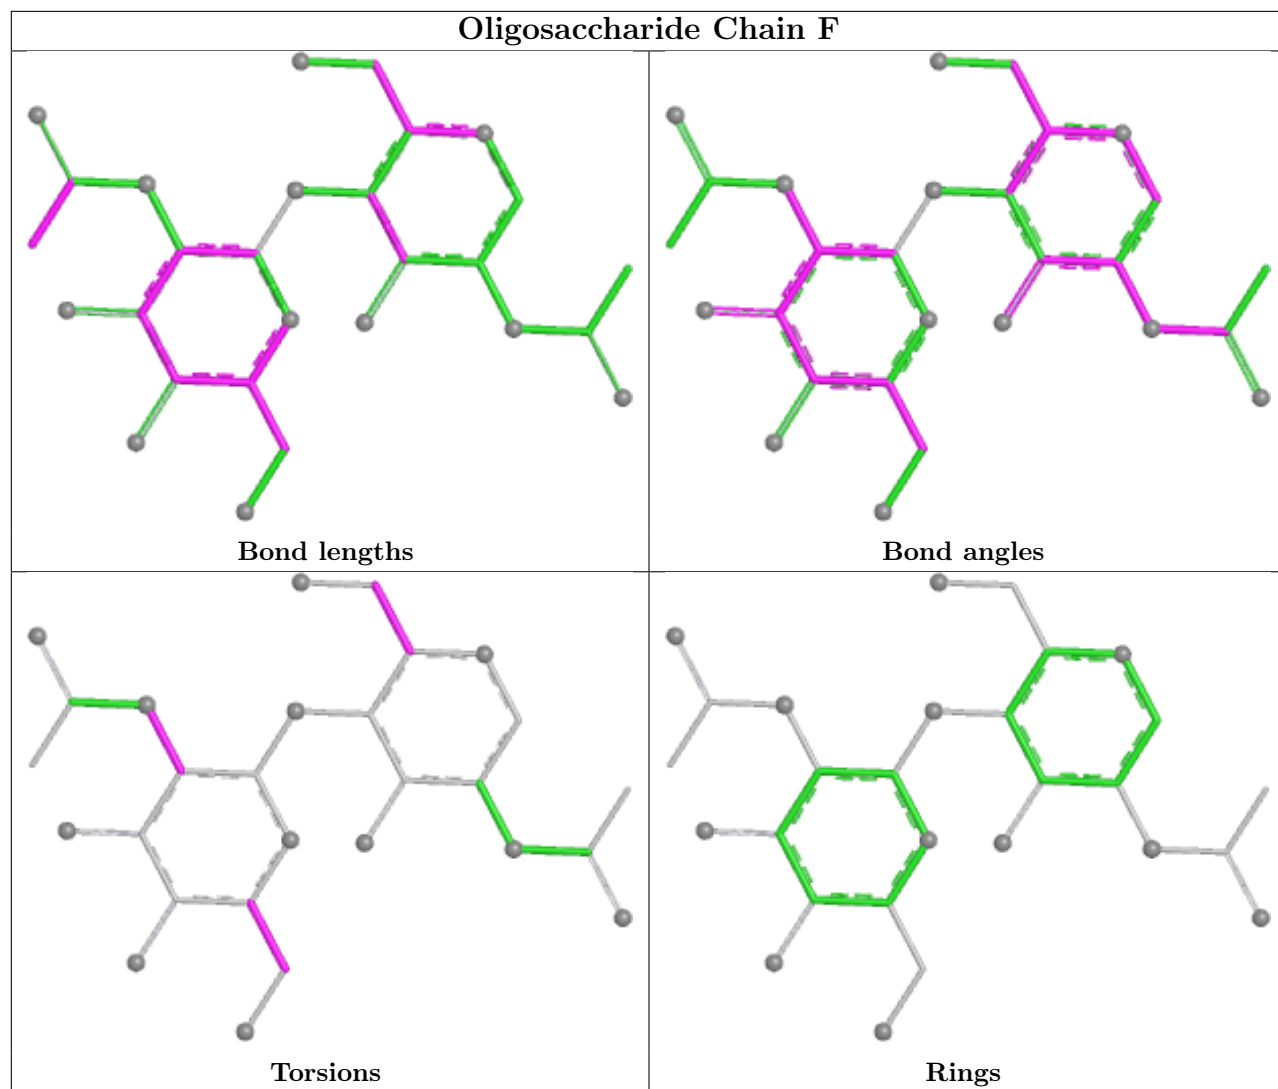 Oligosaccharide Chain F
Bond lengths
Bond angles
Torsions
Rings